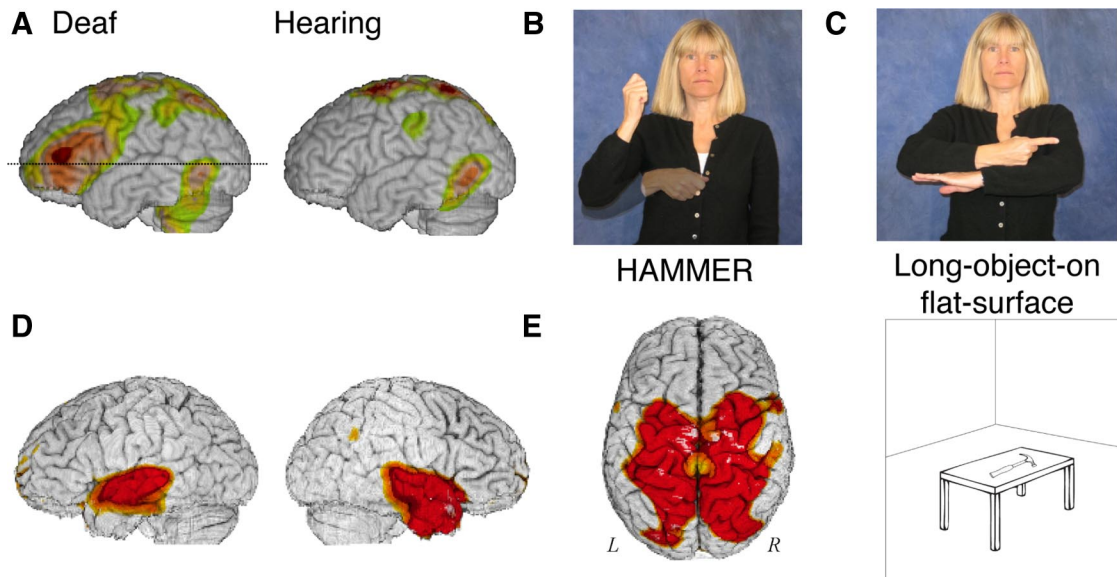 A Deaf Hearing
B
C
HAMMER
Long-object-on
flat-surface
D
E
L R